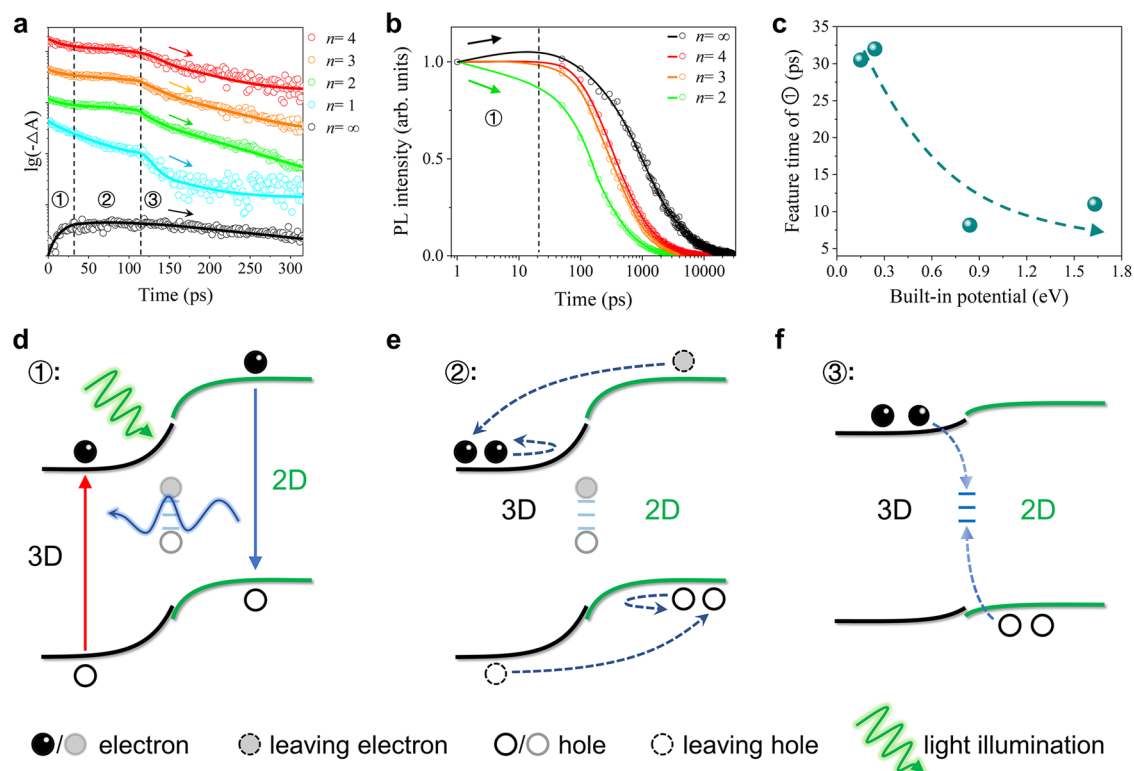 a
lg(-△A)
n= 4
n= 3
n= 2
n= 1
n= ∞
① ② ③
0 50 100 150 200 250 300
Time (ps)
b
PL intensity (arb. units)
1.0
0.5
0.0
n= ∞
n= 4
n= 3
n= 2
①
1 10 100 1000 10000
Time (ps)
c
Feature time of ① (ps)
35
30
25
20
15
10
5
0.0 0.3 0.6 0.9 1.2 1.5 1.8
Built-in potential (eV)
d
①:
3D
2D
e
②:
3D 2D
f
③:
3D 2D
/ electron leaving electron / hole leaving hole light illumination